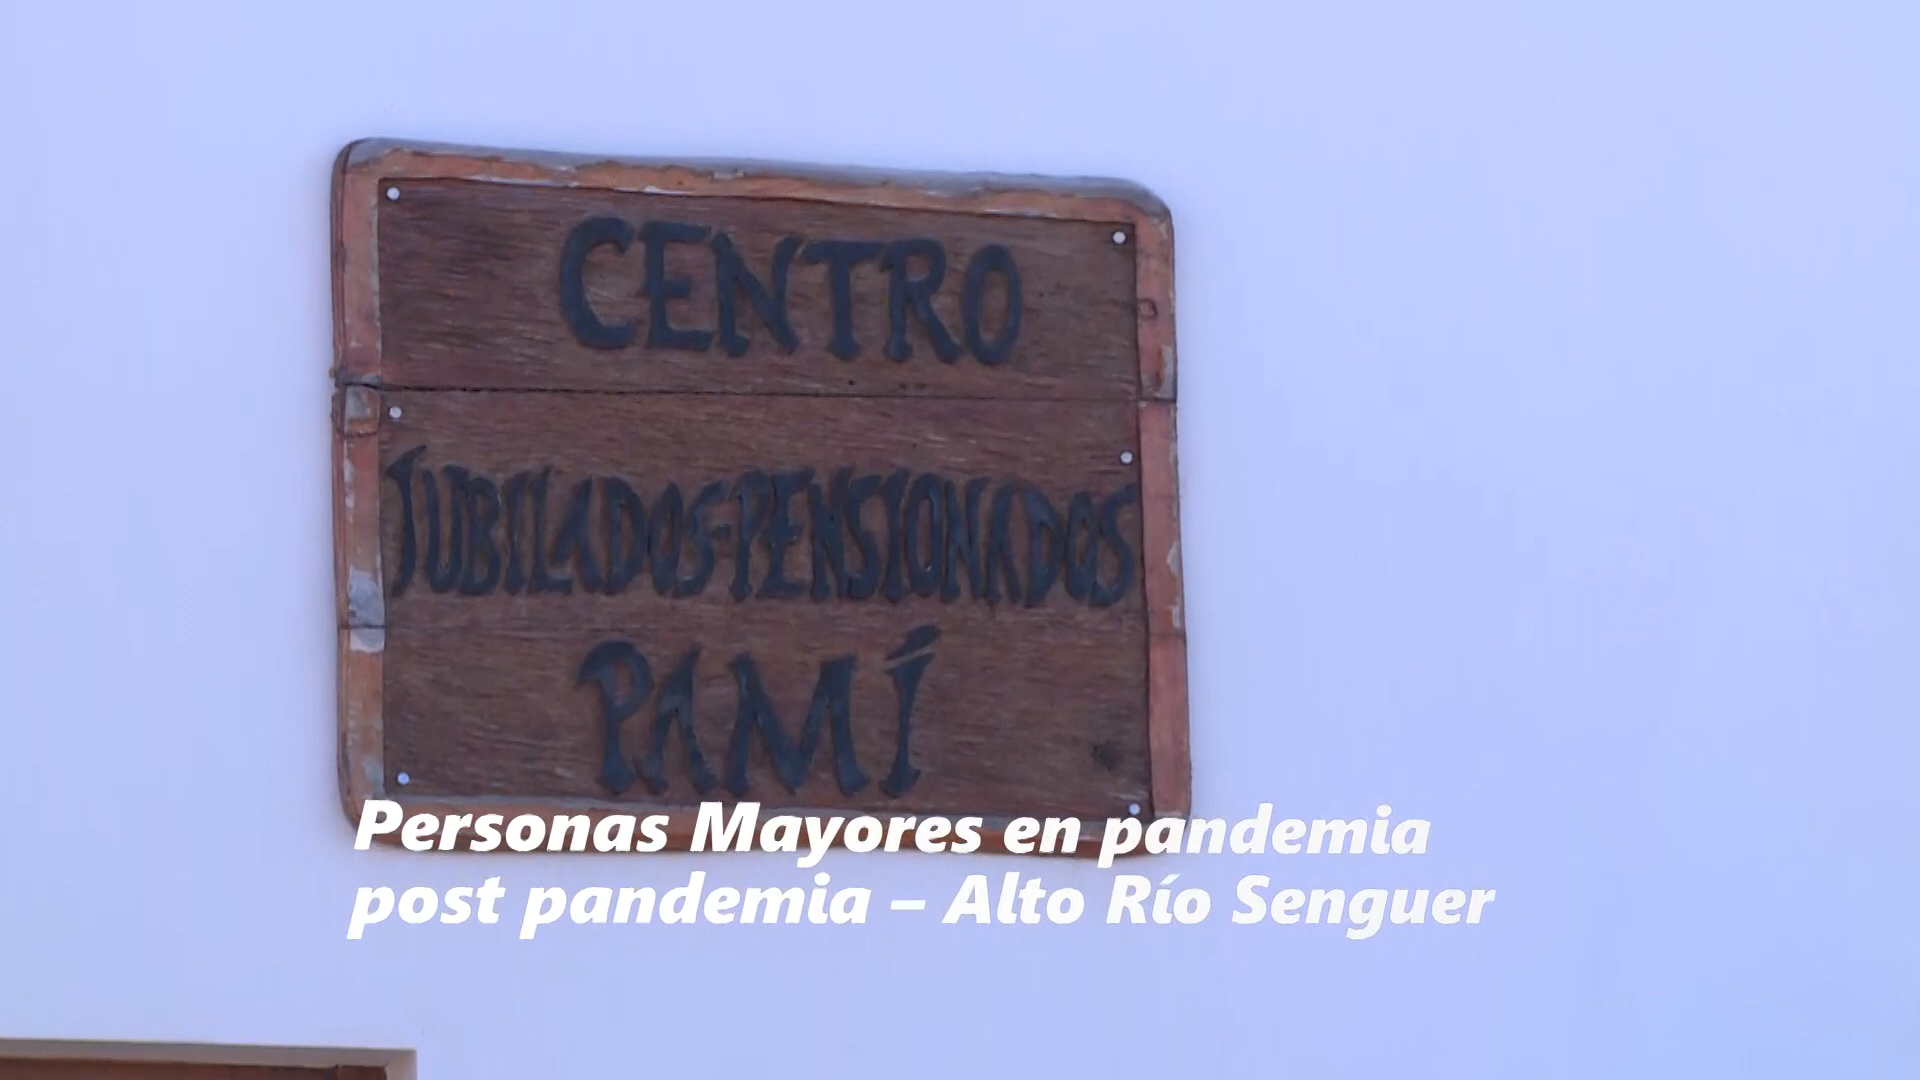 CENTRO
JUBILADOS-PENSIONADOS
PAMÍ
Personas Mayores en pandemia
post pandemia – Alto Río Senguer